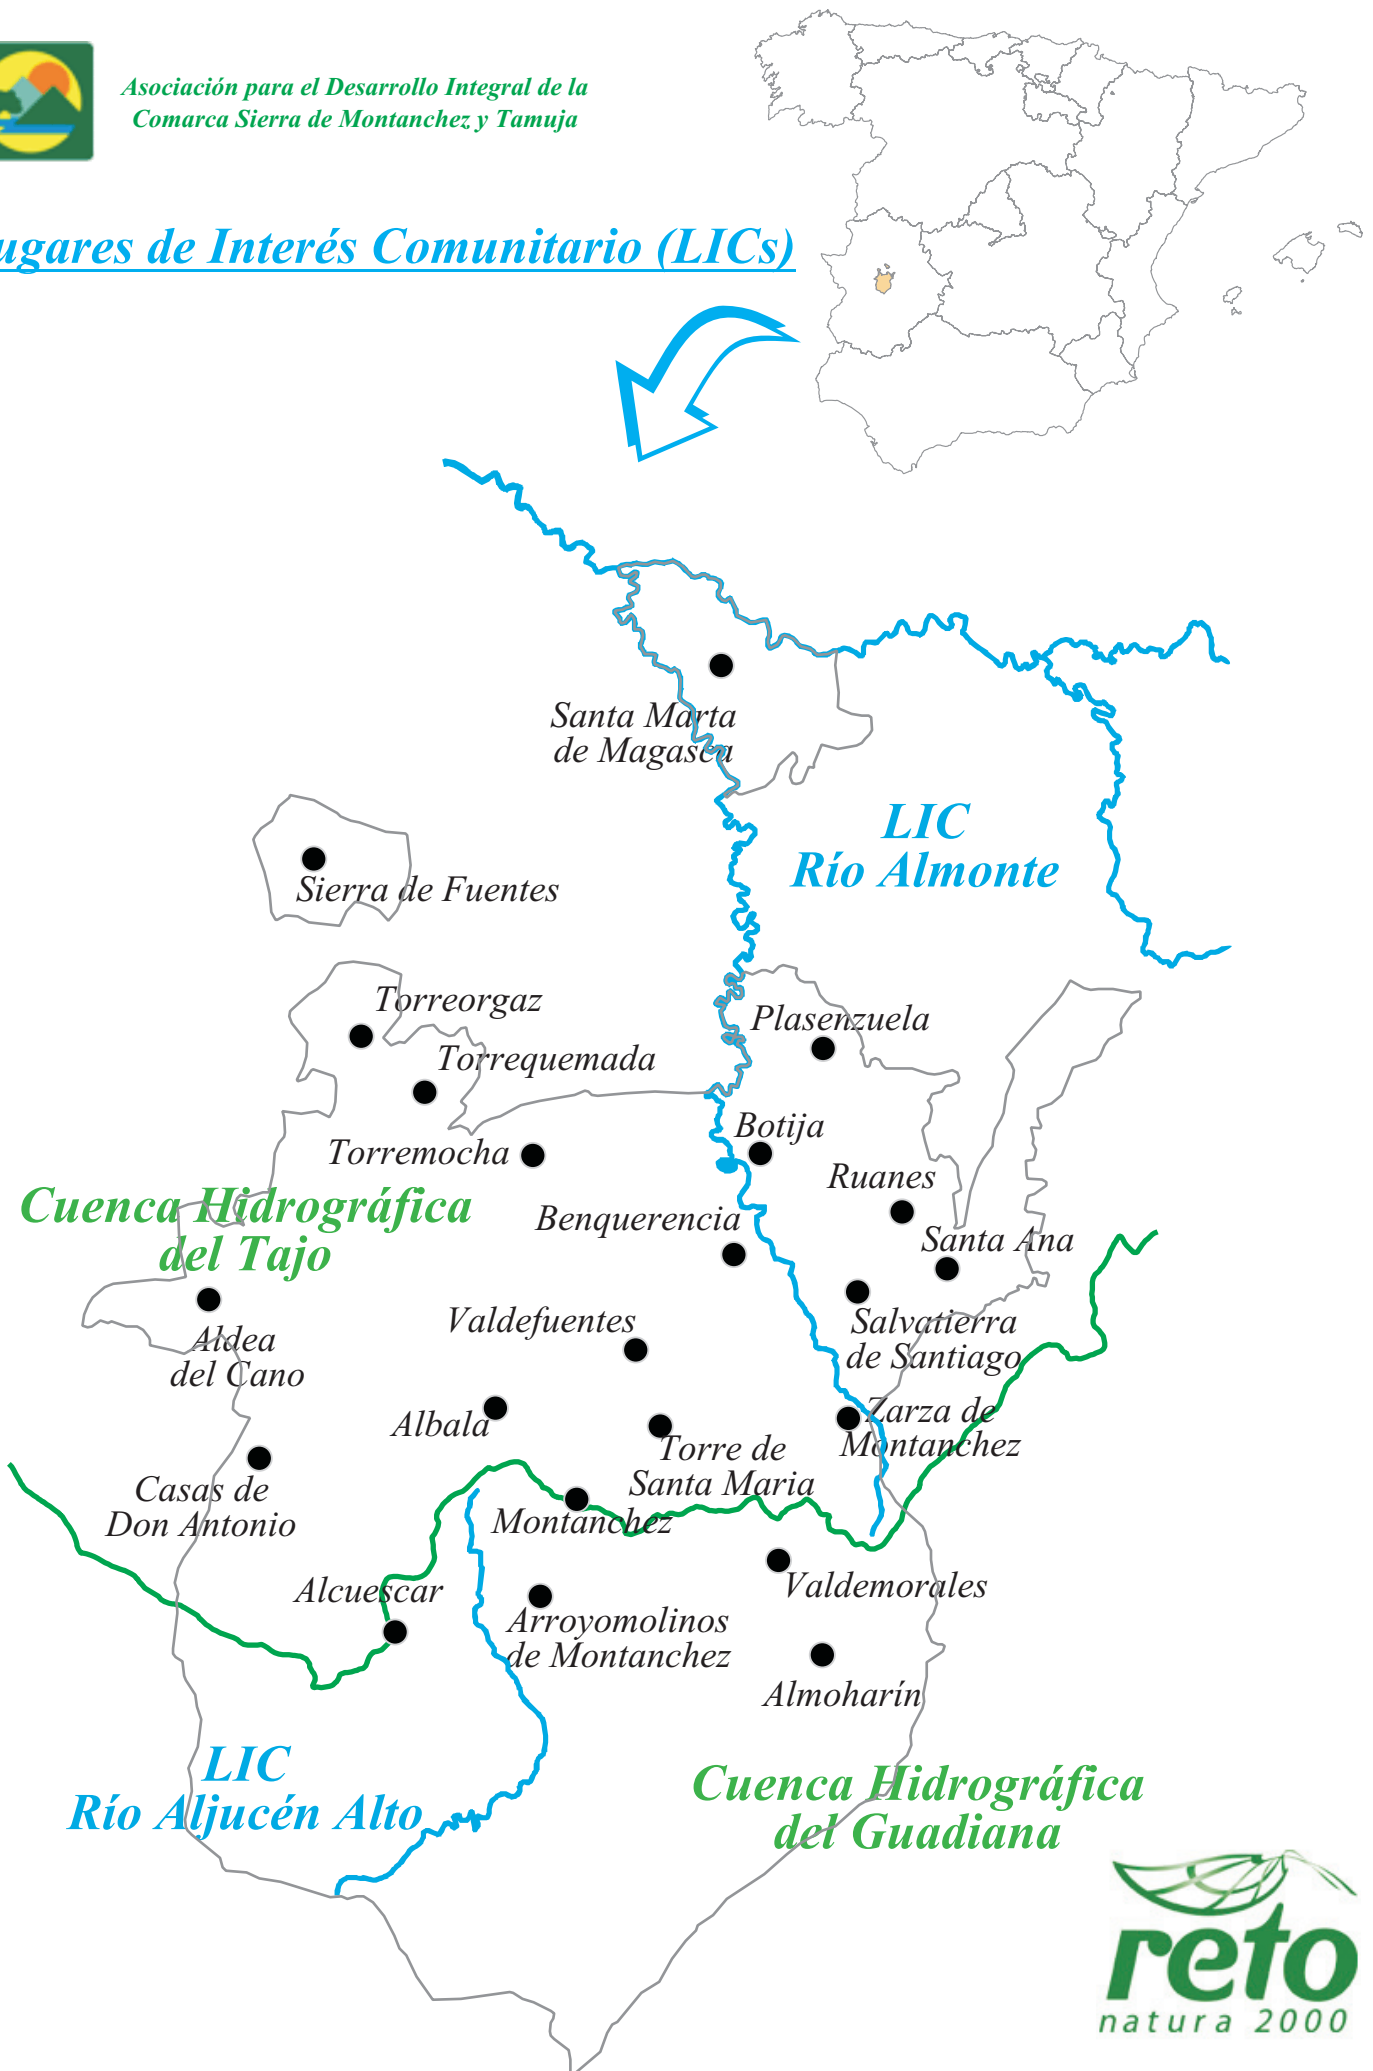 Asociación para el Desarrollo Integral de la
Comarca Sierra de Montanchez y Tamuja
ugares de Interés Comunitario (LICs)
Santa Marta
de Magasca
LIC
Río Almonte
Sierra de Fuentes
Torreorgaz
Plasenzuela
Torrequemada
Botija
Torremocha
Ruanes
Cuenca Hidrográfica
del Tajo
Benquerencia
Santa Ana
Valdefuentes
Salvatierra
de Santiago
Aldea
del Cano
Albala
Zarza de
Montanchez
Torre de
Santa Maria
Casas de
Don Antonio
Montanchez
Alcuescar
Valdemorales
Arroyomolinos
de Montanchez
Almoharín
LIC
Río Aljucén Alto
Cuenca Hidrográfica
del Guadiana
reto
natura 2000